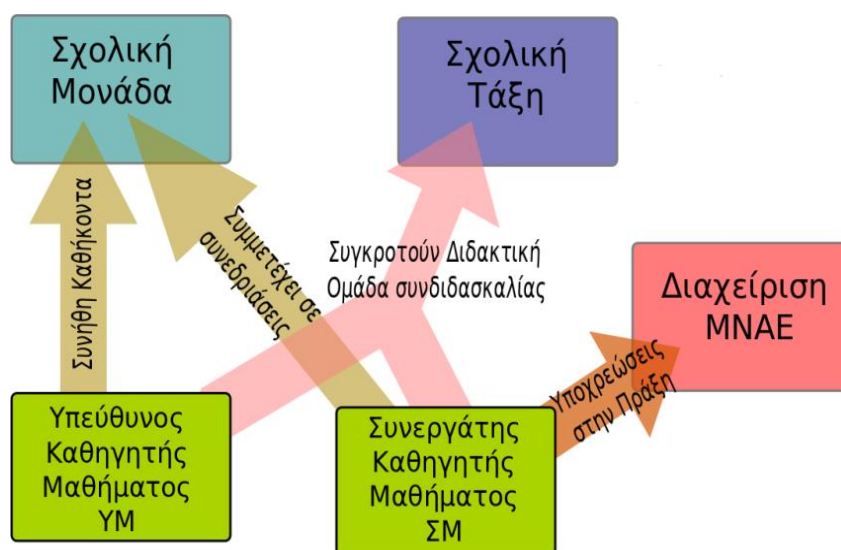 Σχολική
Μονάδα
Σχολική
Τάξη
Συνήθη Καθήκοντα
Συμμετέχει σε
συνεδριάσεις
Συγκροτούν Διδακτική
Ομάδα συνδιδασκαλίας
Διαχείριση
ΜΝΑΕ
Υποχρεώσεις
στην Πράξη
Υπεύθυνος
Καθηγητής
Μαθήματος
ΥΜ
Συνεργάτης
Καθηγητής
Μαθήματος
ΣΜ